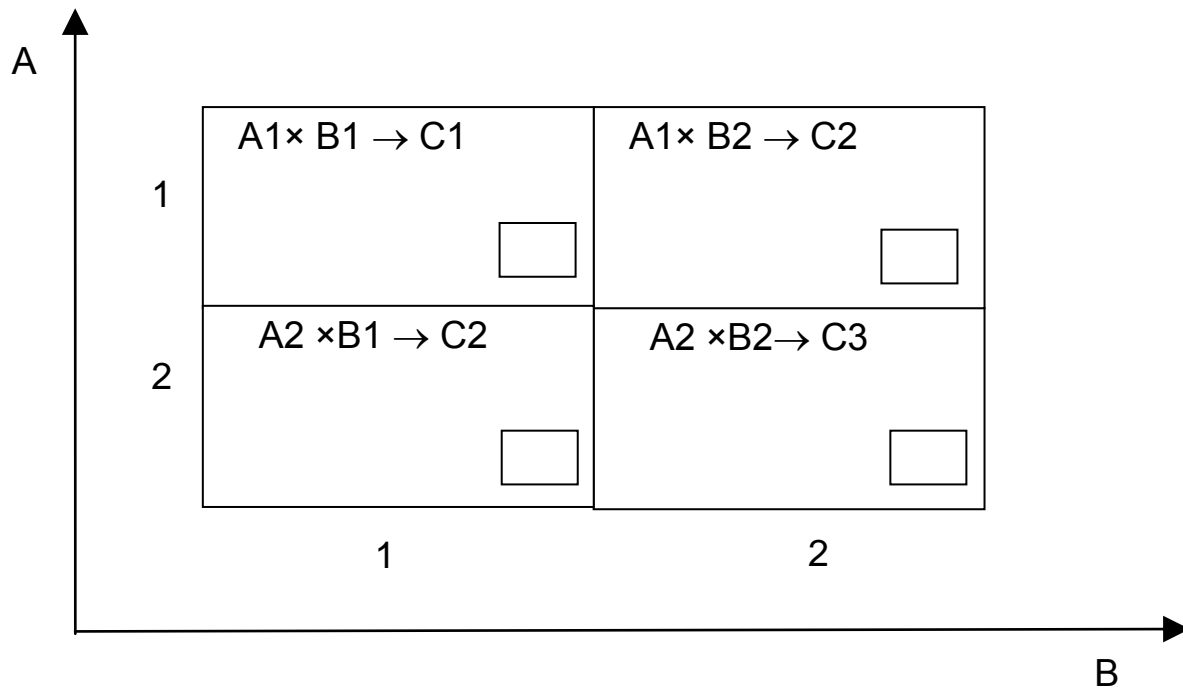 A
A1× B1 → C1
A1× B2 → C2
1
A2 ×B1 → C2
A2 ×B2→ C3
2
1
2
B